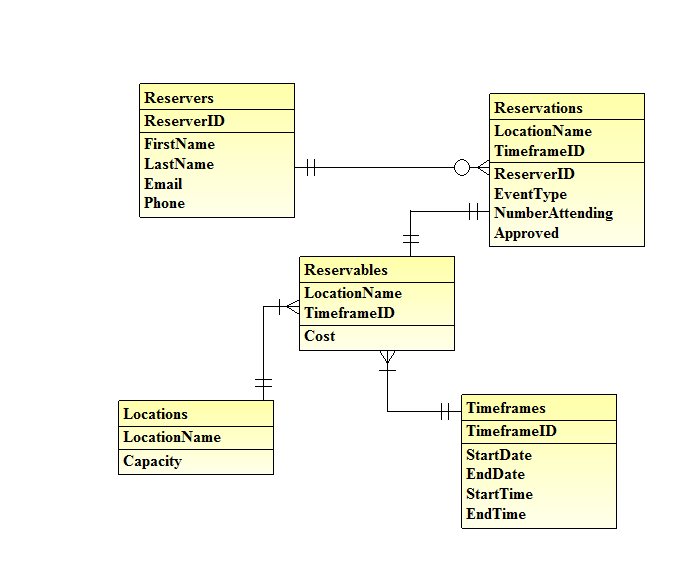 Reservers
ReserverID
FirstName
LastName
Email
Phone
Reservations
LocationName
TimeframeID
ReserverID
EventType
NumberAttending
Approved
Reservables
LocationName
TimeframeID
Cost
Locations
LocationName
Capacity
Timeframes
TimeframeID
StartDate
EndDate
StartTime
EndTime